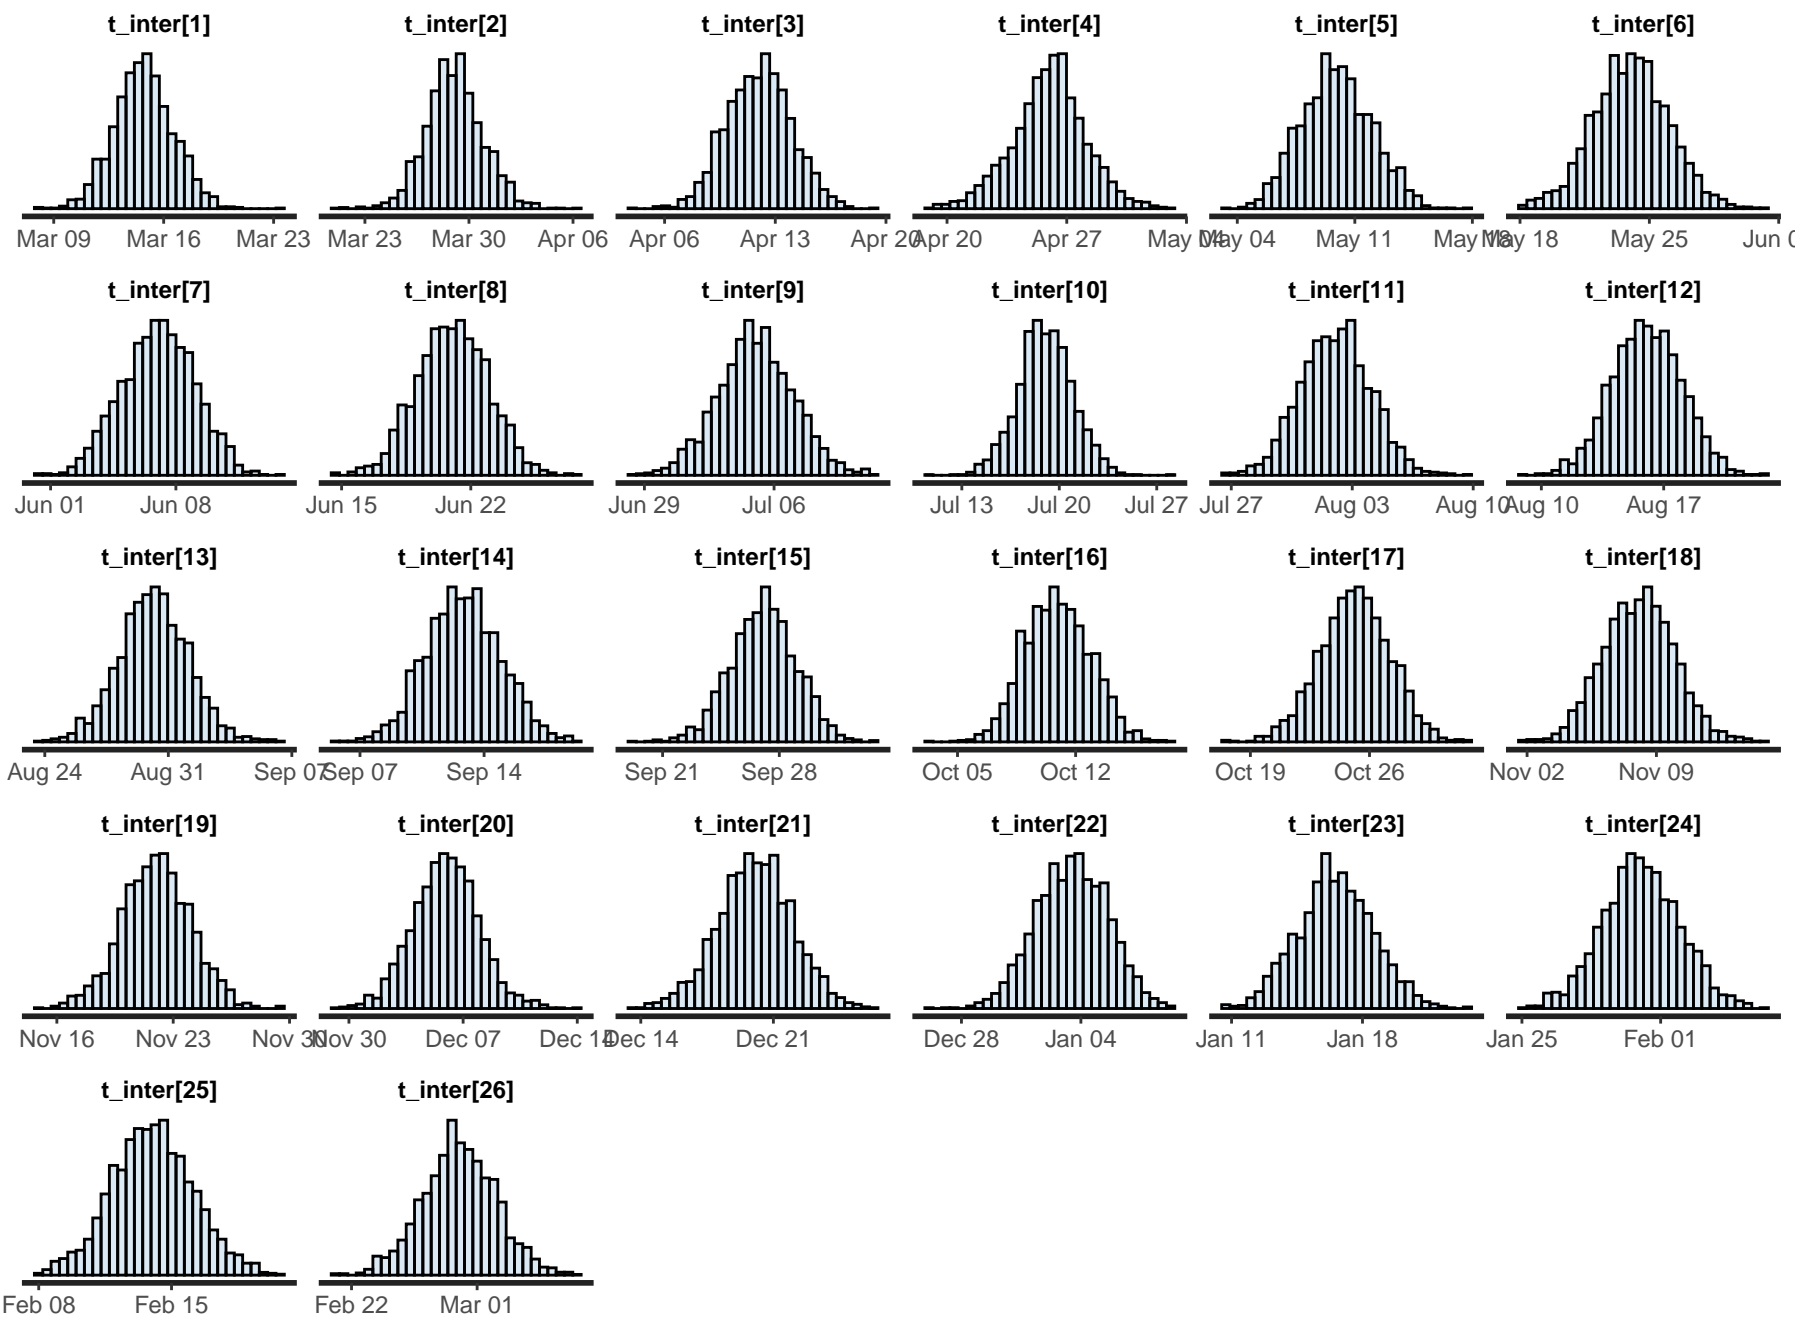 t_inter[1] t_inter[2] t_inter[3] t_inter[4] t_inter[5] t_inter[6]
Mar 09 Mar 16 Mar 23 Mar 23 Mar 30 Apr 06 Apr 06 Apr 13 Apr 20 Apr 20 Apr 27 May 04 May 04 May 11 May 18 May 18 May 25 Jun 0
t_inter[7] t_inter[8] t_inter[9] t_inter[10] t_inter[11] t_inter[12]
Jun 01 Jun 08 Jun 15 Jun 22 Jun 29 Jul 06 Jul 13 Jul 20 Jul 27 Jul 27 Aug 03 Aug 10 Aug 10 Aug 17
t_inter[13] t_inter[14] t_inter[15] t_inter[16] t_inter[17] t_inter[18]
Aug 24 Aug 31 Sep 07 Sep 07 Sep 14 Sep 21 Sep 28 Oct 05 Oct 12 Oct 19 Oct 26 Nov 02 Nov 09
t_inter[19] t_inter[20] t_inter[21] t_inter[22] t_inter[23] t_inter[24]
Nov 16 Nov 23 Nov 30 Nov 30 Dec 07 Dec 14 Dec 14 Dec 21 Dec 28 Jan 04 Jan 11 Jan 18 Jan 25 Feb 01
t_inter[25] t_inter[26]
Feb 08 Feb 15 Feb 22 Mar 01